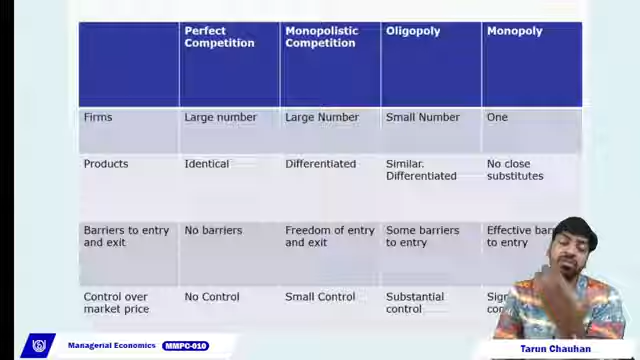 Perfect Competition
Monopolistic Competition
Oligopoly
Monopoly
Firms
Large number
Large Number
Small Number
One
Products
Identical
Differentiated
Similar. Differentiated
No close substitutes
Barriers to entry and exit
No barriers
Freedom of entry and exit
Some barriers to entry
Effective
to entry
Control over market price
No Control
Small Control
Substantial control
Managerial Economics MMPC-010
Tarun Chauhan